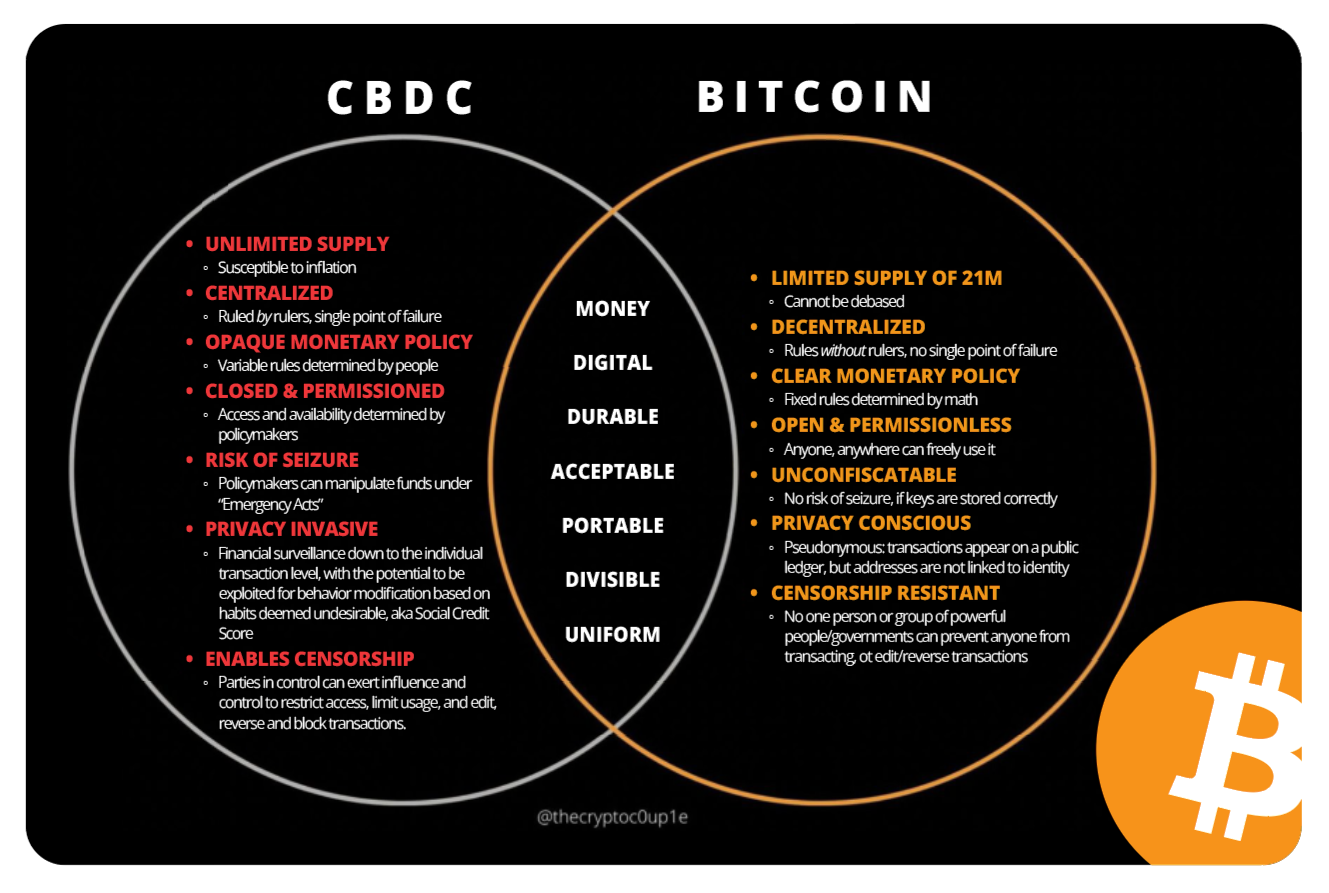 CBDC
BITCOIN
• UNLIMITED SUPPLY
◦ Susceptible to inflation
• CENTRALIZED
◦ Ruled by rulers, single point of failure
• OPAQUE MONETARY POLICY
◦ Variable rules determined by people
• CLOSED & PERMISSIONED
◦ Access and availability determined by
policymakers
• RISK OF SEIZURE
◦ Policymakers can manipulate funds under
“Emergency Acts”
• PRIVACY INVASIVE
◦ Financial surveillance down to the individual
transaction level, with the potential to be
exploited for behavior modification based on
habits deemed undesirable, aka Social Credit
Score
• ENABLES CENSORSHIP
◦ Parties in control can exert influence and
control to restrict access, limit usage, and edit,
reverse and block transactions.
MONEY
DIGITAL
DURABLE
ACCEPTABLE
PORTABLE
DIVISIBLE
UNIFORM
• LIMITED SUPPLY OF 21M
◦ Cannot be debased
• DECENTRALIZED
◦ Rules without rulers, no single point of failure
• CLEAR MONETARY POLICY
◦ Fixed rules determined by math
• OPEN & PERMISSIONLESS
◦ Anyone, anywhere can freely use it
• UNCONFISCATABLE
◦ No risk of seizure, if keys are stored correctly
• PRIVACY CONSCIOUS
◦ Pseudonymous: transactions appear on a public
ledger, but addresses are not linked to identity
• CENSORSHIP RESISTANT
◦ No one person or group of powerful
people/governments can prevent anyone from
transacting, ot edit/reverse transactions
@thecryptoc0up1e